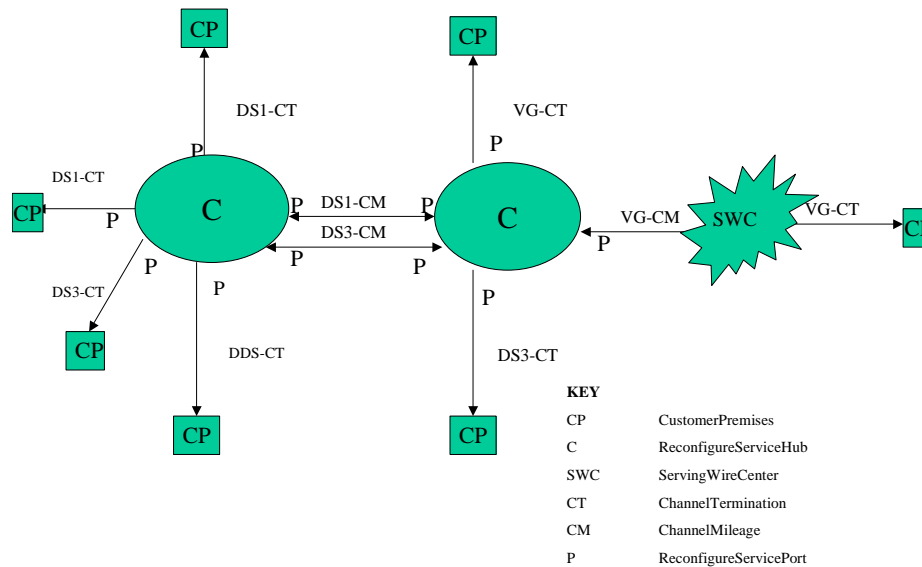 CP
CP
DS1-CT
VG-CT
P
P
DS1-CT
CP
P
C
P
DS1-CM
P
C
VG-CM
P
SWC
VG-CT
CP
DS3-CM
P
P
P
P
P
DS3-CT
CP
DDS-CT
DS3-CT
CP
CP
KEY
CP CustomerPremises
C ReconfigureServiceHub
SWC ServingWireCenter
CT ChannelTermination
CM ChannelMileage
P ReconfigureServicePort